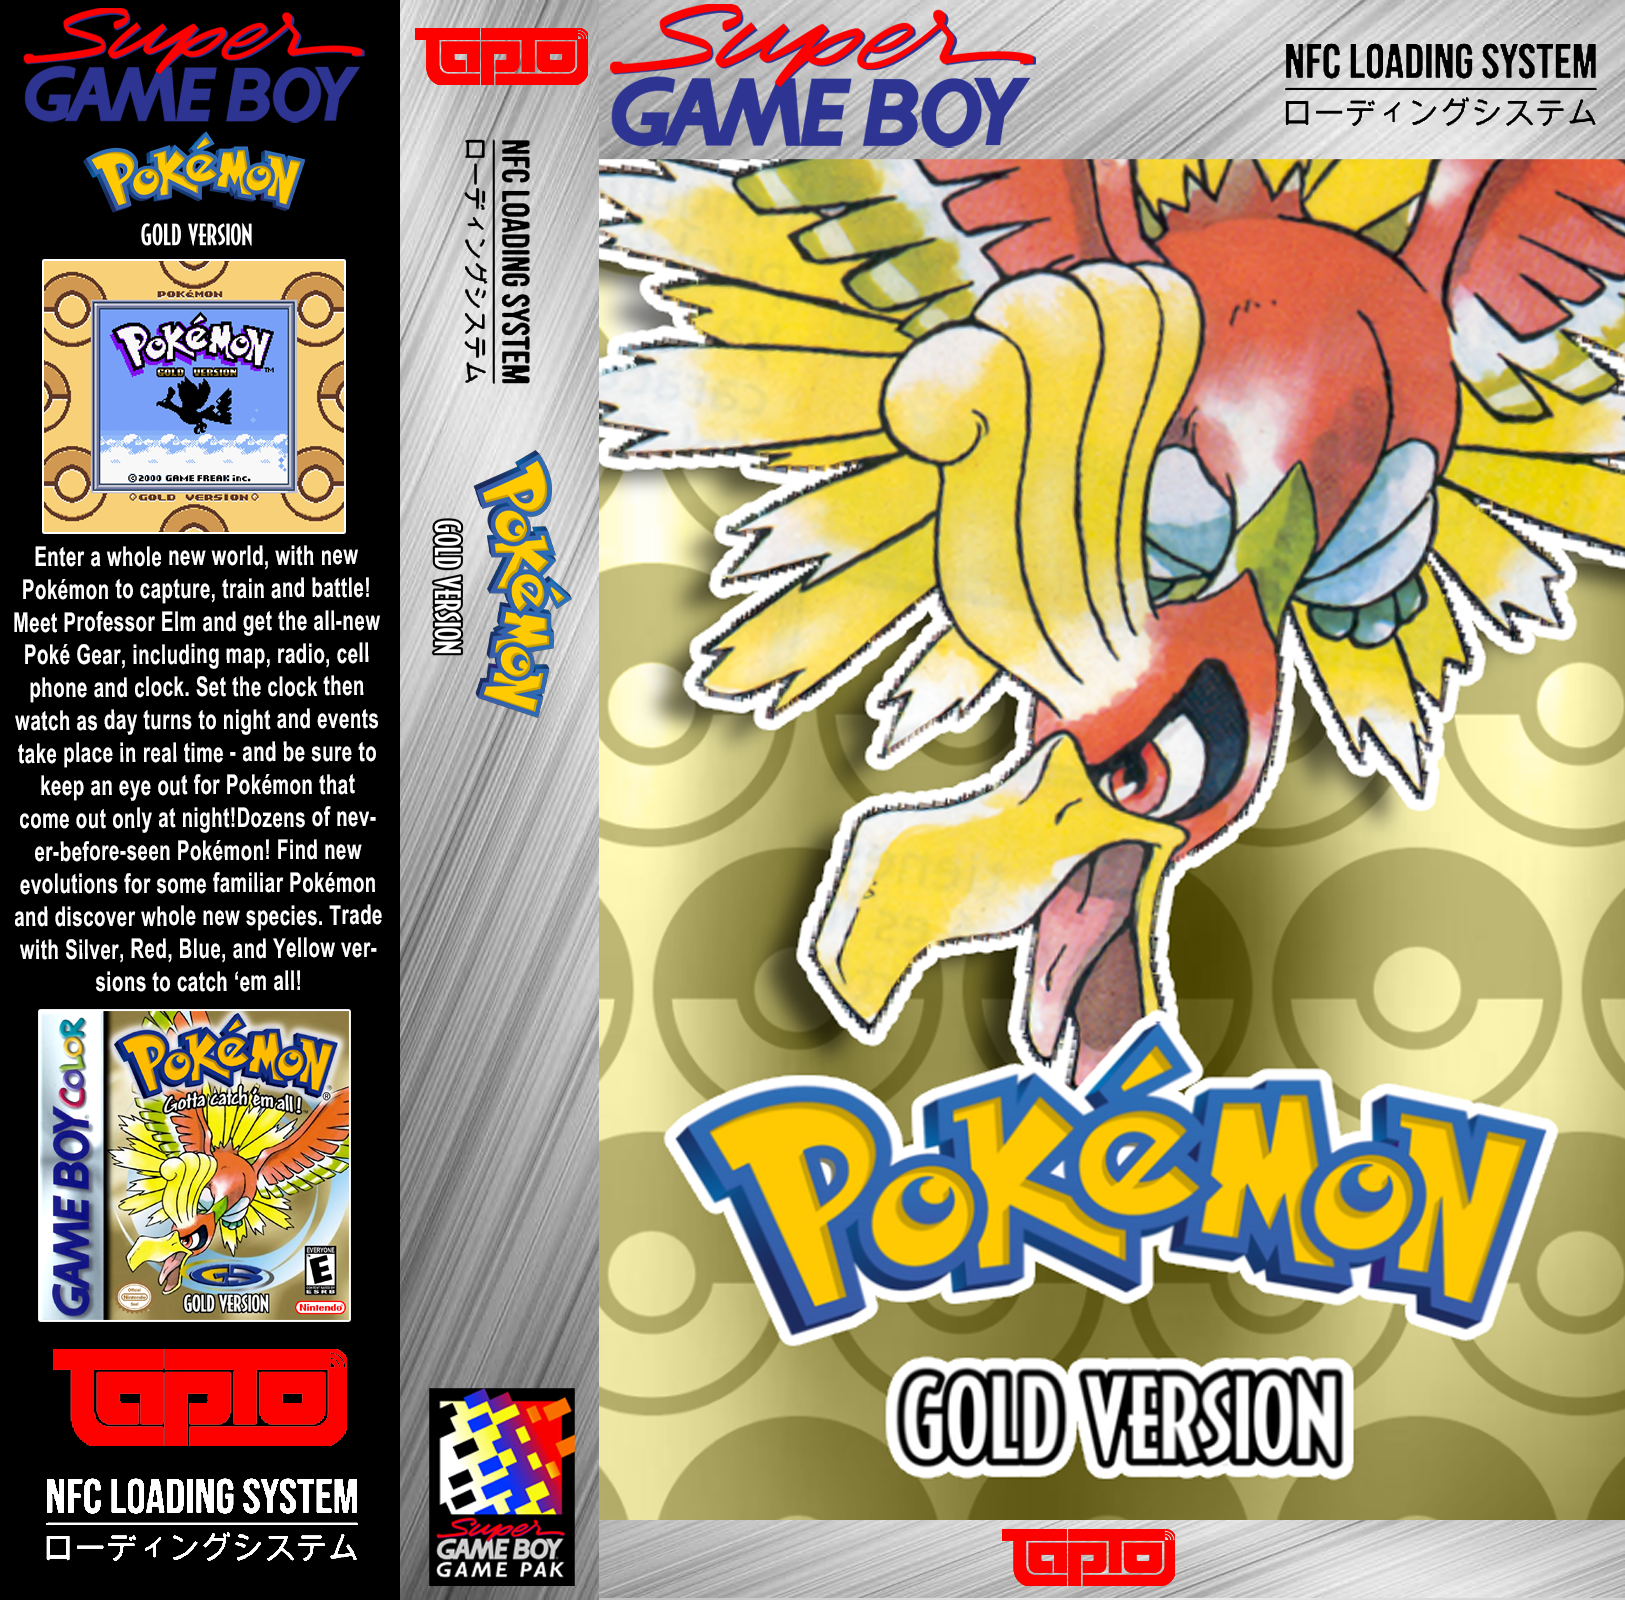 Super
GAME BOY
POKéMON
GOLD VERSION
POKéMON
POKéMON
GOLD VERSION
TM
©2000 GAME FREAK inc.
GOLD VERSION
Enter a whole new world, with new
Pokémon to capture, train and battle!
Meet Professor Elm and get the all-new
Poké Gear, including map, radio, cell
phone and clock. Set the clock then
watch as day turns to night and events
take place in real time - and be sure to
keep an eye out for Pokémon that
come out only at night!Dozens of nev-
er-before-seen Pokémon! Find new
evolutions for some familiar Pokémon
and discover whole new species. Trade
with Silver, Red, Blue, and Yellow ver-
sions to catch ‘em all!
GAME BOY COLOR
POKéMON
®
Gotta catch 'em all!
GS
EVERYONE
E
ESRB
Official
Nintendo
Seal
GOLD VERSION
Nintendo
TapTo
NFC LOADING SYSTEM
ローディングシステム
TapTo
NFC LOADING SYSTEM
ローディングシステム
POKéMON
GOLD VERSION
Super
GAME BOY
GAME PAK
Super
GAME BOY
NFC LOADING SYSTEM
ローディングシステム
POKéMON
GOLD VERSION
TapTo